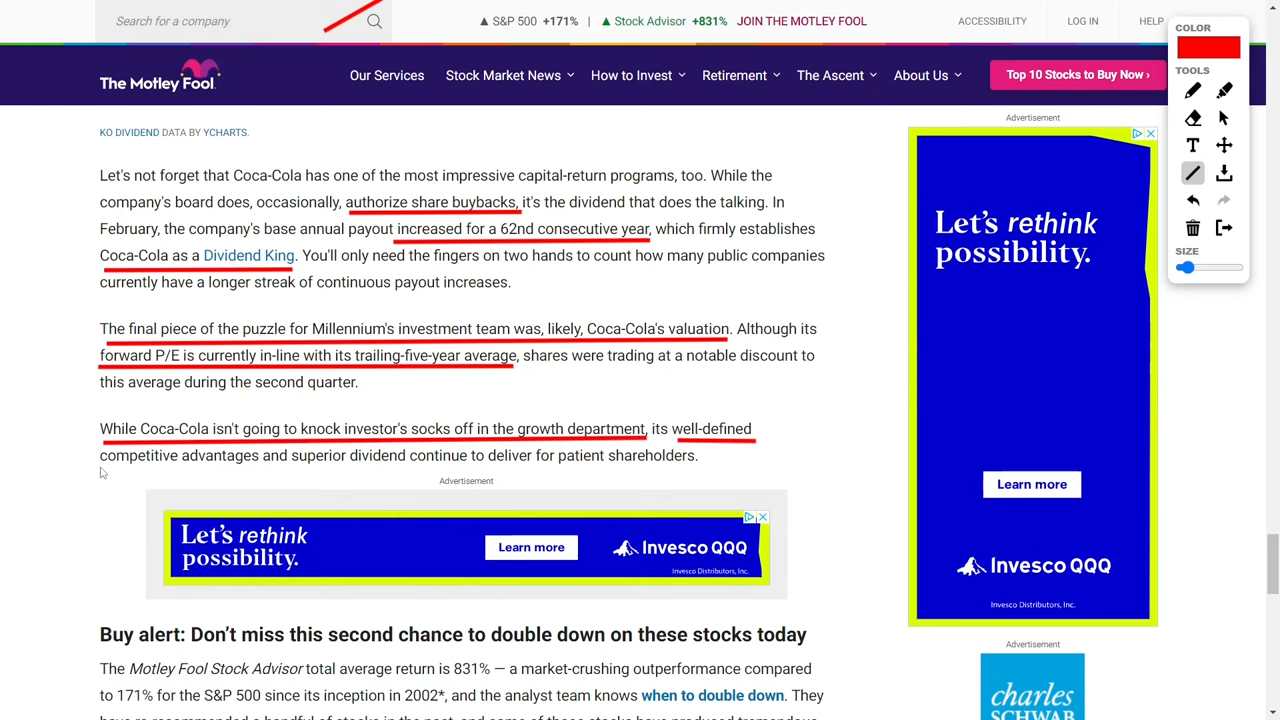 Search for a company
▲ S&P 500 +171% | ▲ Stock Advisor +831% JOIN THE MOTLEY FOOL
ACCESSIBILITY LOG IN HELP
The Motley Fool.
Our Services Stock Market News How to Invest Retirement The Ascent About Us Top 10 Stocks to Buy Now ›
COLOR
TOOLS
T
SIZE
KO DIVIDEND DATA BY YCHARTS.
Let's not forget that Coca-Cola has one of the most impressive capital-return programs, too. While the
company's board does, occasionally, authorize share buybacks, it's the dividend that does the talking. In
February, the company's base annual payout increased for a 62nd consecutive year, which firmly establishes
Coca-Cola as a Dividend King. You'll only need the fingers on two hands to count how many public companies
currently have a longer streak of continuous payout increases.
The final piece of the puzzle for Millennium's investment team was, likely, Coca-Cola's valuation. Although its
forward P/E is currently in-line with its trailing-five-year average, shares were trading at a notable discount to
this average during the second quarter.
While Coca-Cola isn't going to knock investor's socks off in the growth department, its well-defined
competitive advantages and superior dividend continue to deliver for patient shareholders.
Advertisement
Let's rethink
possibility.
Learn more
Invesco QQQ
Invesco Distributors, Inc.
Buy alert: Don't miss this second chance to double down on these stocks today
The Motley Fool Stock Advisor total average return is 831% — a market-crushing outperformance compared
to 171% for the S&P 500 since its inception in 2002*, and the analyst team knows when to double down. They
Advertisement
Let's rethink
possibility.
Learn more
Invesco QQQ
Invesco Distributors, Inc.
Advertisement
charles
SCHWAB